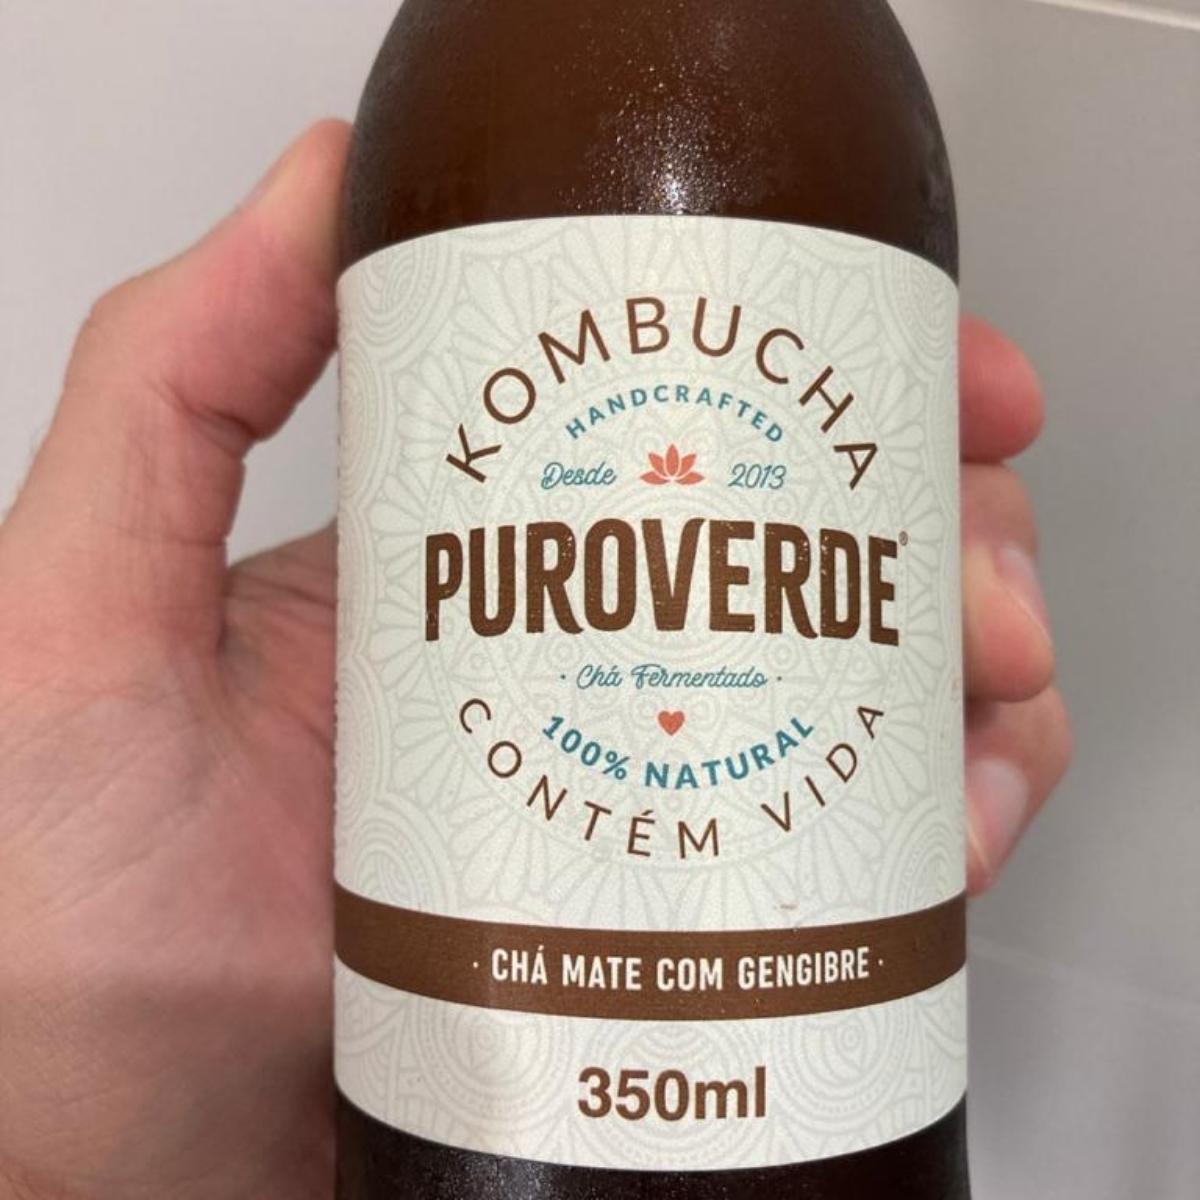 KOMBUCHA
HANDCRAFTED
Desde 2013
PUROVERDE®
· Chá Fermentado ·
100% NATURAL
CONTÉM VIDA
· CHÁ MATE COM GENGIBRE ·
350ml